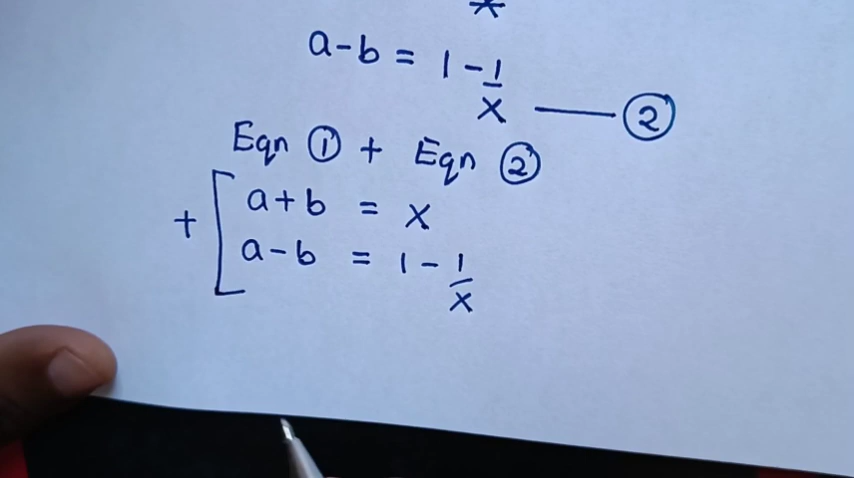 a-b = 1 - 1/x —— ②
Eqn ① + Eqn ②
+ [ a+b = x
a-b = 1 - 1/x